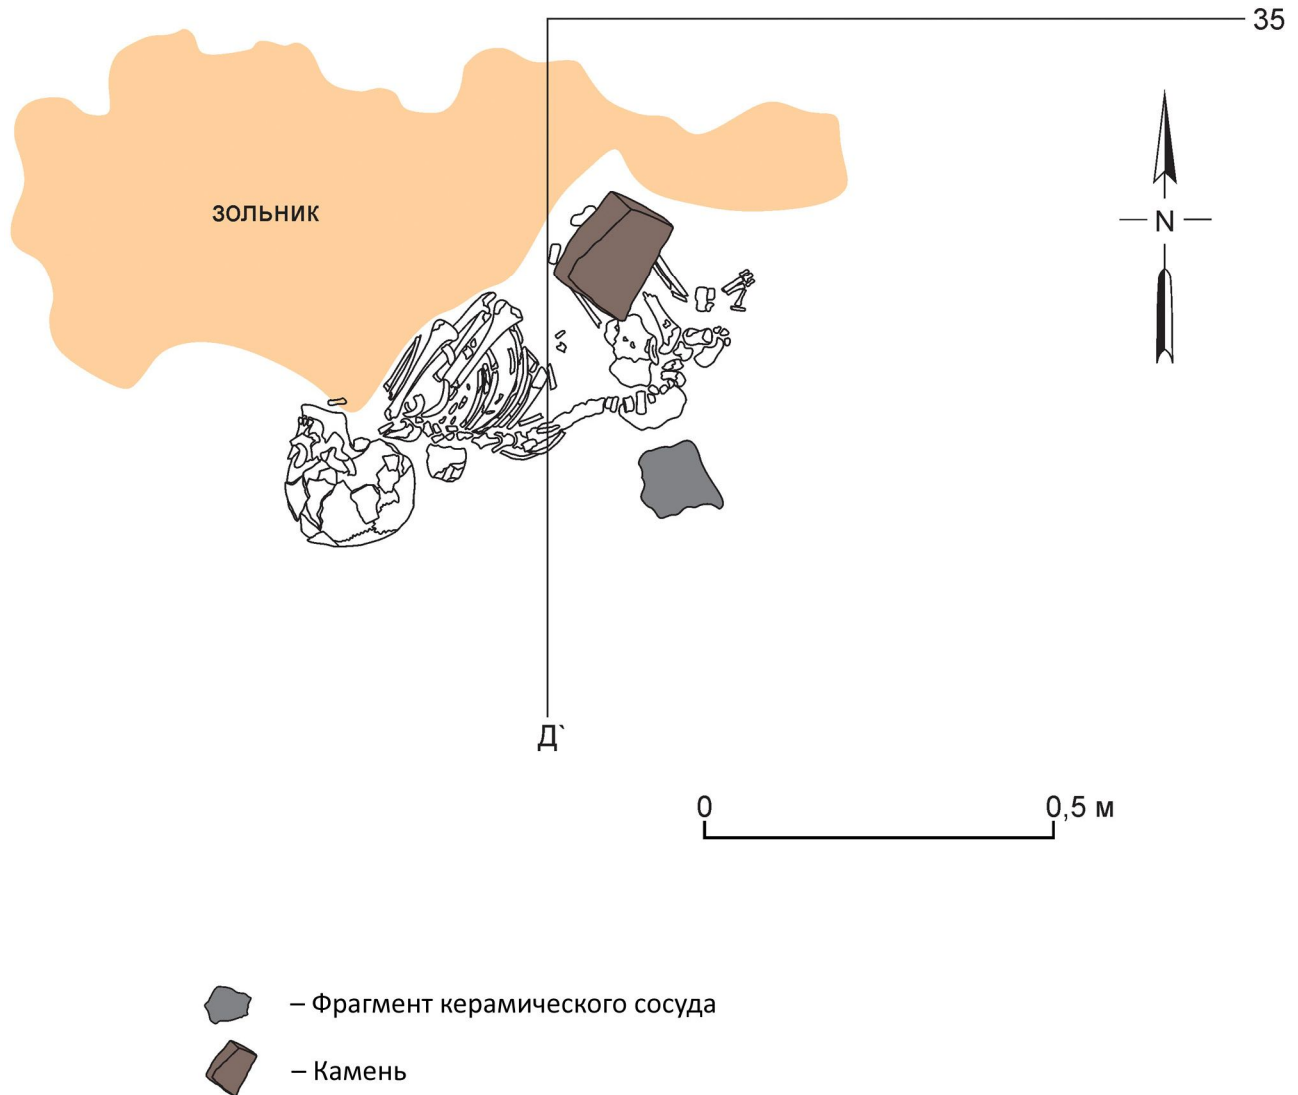 35
N
зольник
Д`
0 0,5 м
– Фрагмент керамического сосуда
– Камень